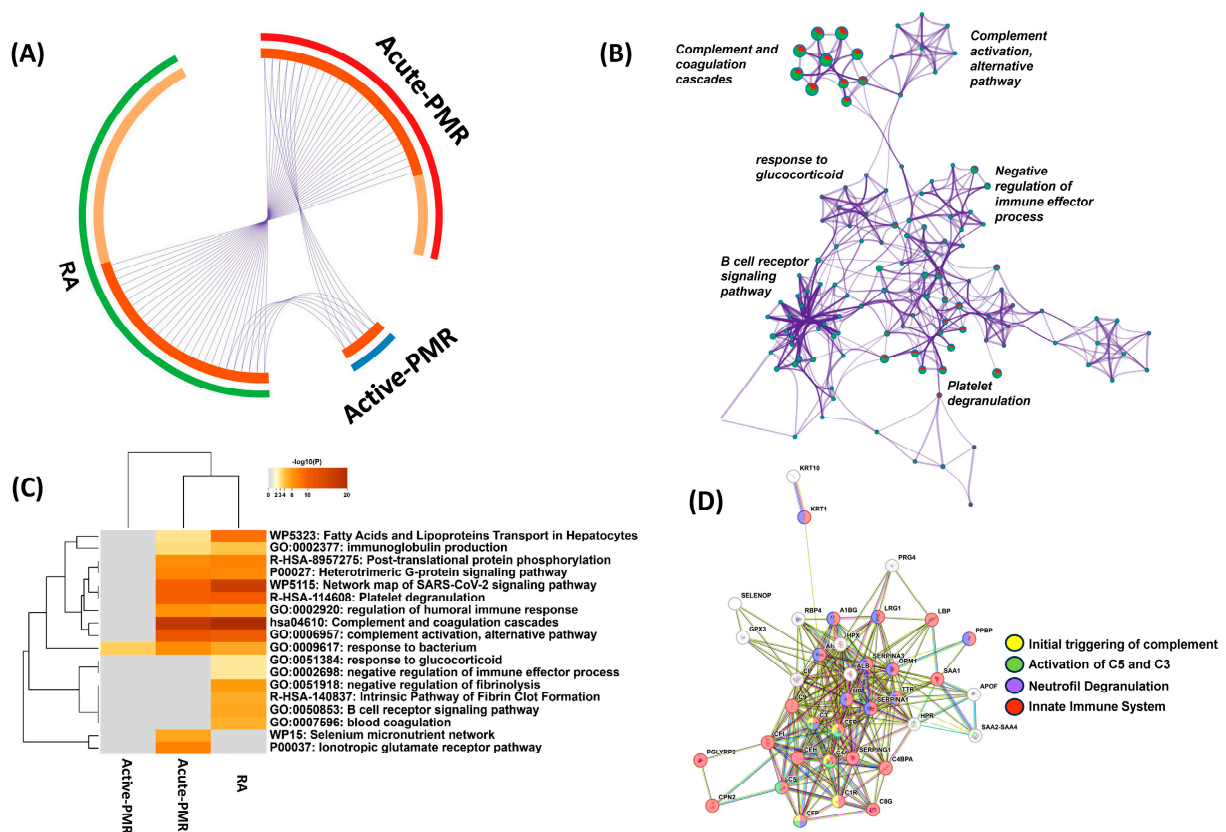 (A)
Acute-PMR
RA
Active-PMR
(B)
Complement and
coagulation
cascades
Complement
activation,
alternative
pathway
response to
glucocorticoid
Negative
regulation of
immune effector
process
B cell receptor
signaling
pathway
Platelet
degranulation
(C)
-log10(P)
0 2 3 4 6 10 20
WP5323: Fatty Acids and Lipoproteins Transport in Hepatocytes
GO:0002377: immunoglobulin production
R-HSA-8957275: Post-translational protein phosphorylation
P00027: Heterotrimeric G-protein signaling pathway
WP5115: Network map of SARS-CoV-2 signaling pathway
R-HSA-114608: Platelet degranulation
GO:0002920: regulation of humoral immune response
hsa04610: Complement and coagulation cascades
GO:0006957: complement activation, alternative pathway
GO:0009617: response to bacterium
GO:0051384: response to glucocorticoid
GO:0002698: negative regulation of immune effector process
GO:0051918: negative regulation of fibrinolysis
R-HSA-140837: Intrinsic Pathway of Fibrin Clot Formation
GO:0050853: B cell receptor signaling pathway
GO:0007596: blood coagulation
WP15: Selenium micronutrient network
P00037: Ionotropic glutamate receptor pathway
Active-PMR
Acute-PMR
RA
(D)
KRT10
KRT1
PRG4
SELENOP
RBP4
A1BG
LRG1
LBP
GPX3
HPX
PPBP
SERPINA3
ORM1
ALB
SAA1
TTR
APOF
SERPINA1
C9
HPR
SAA2-SAA4
CFI
CFH
SERPING1
C4BPA
PGLYRP2
C5
CPN2
C1R
C8G
CFP
Initial triggering of complement
Activation of C5 and C3
Neutrofil Degranulation
Innate Immune System